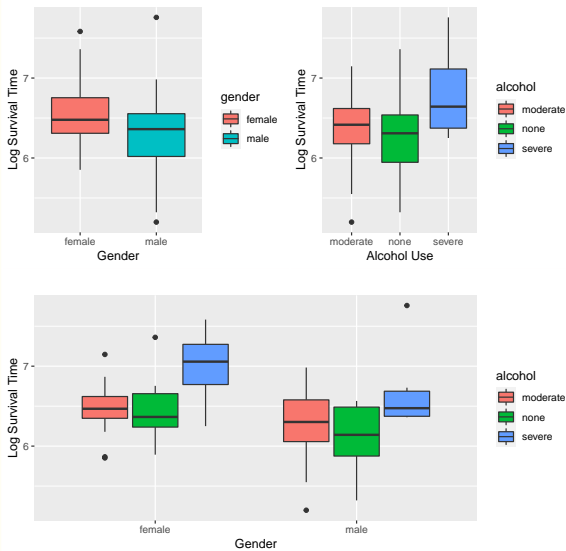 Log Survival Time
7
6
female
male
Gender
gender
female
male
Log Survival Time
7
6
moderate
none
severe
Alcohol Use
alcohol
moderate
none
severe
Log Survival Time
7
6
female
male
Gender
alcohol
moderate
none
severe